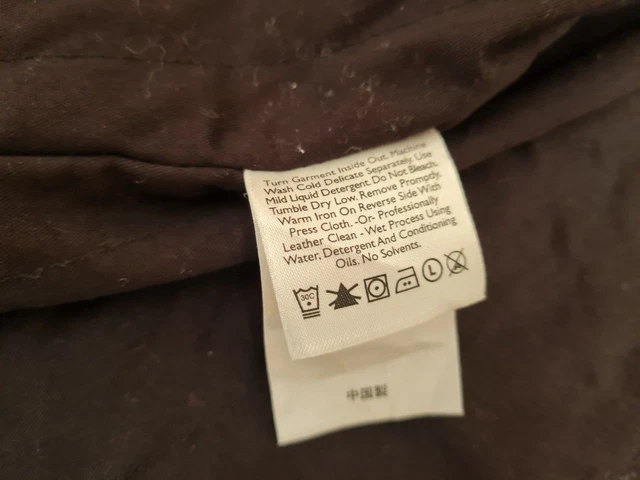 Turn Garment Inside Out. Machine
Wash Cold Delicate Separately. Use
Mild Liquid Detergent. Do Not Bleach.
Tumble Dry Low. Remove Promptly.
Warm Iron On Reverse Side With
Press Cloth. -Or- Professionally
Leather Clean - Wet Process Using
Water, Detergent And Conditioning
Oils. No Solvents.
30C L
中国製